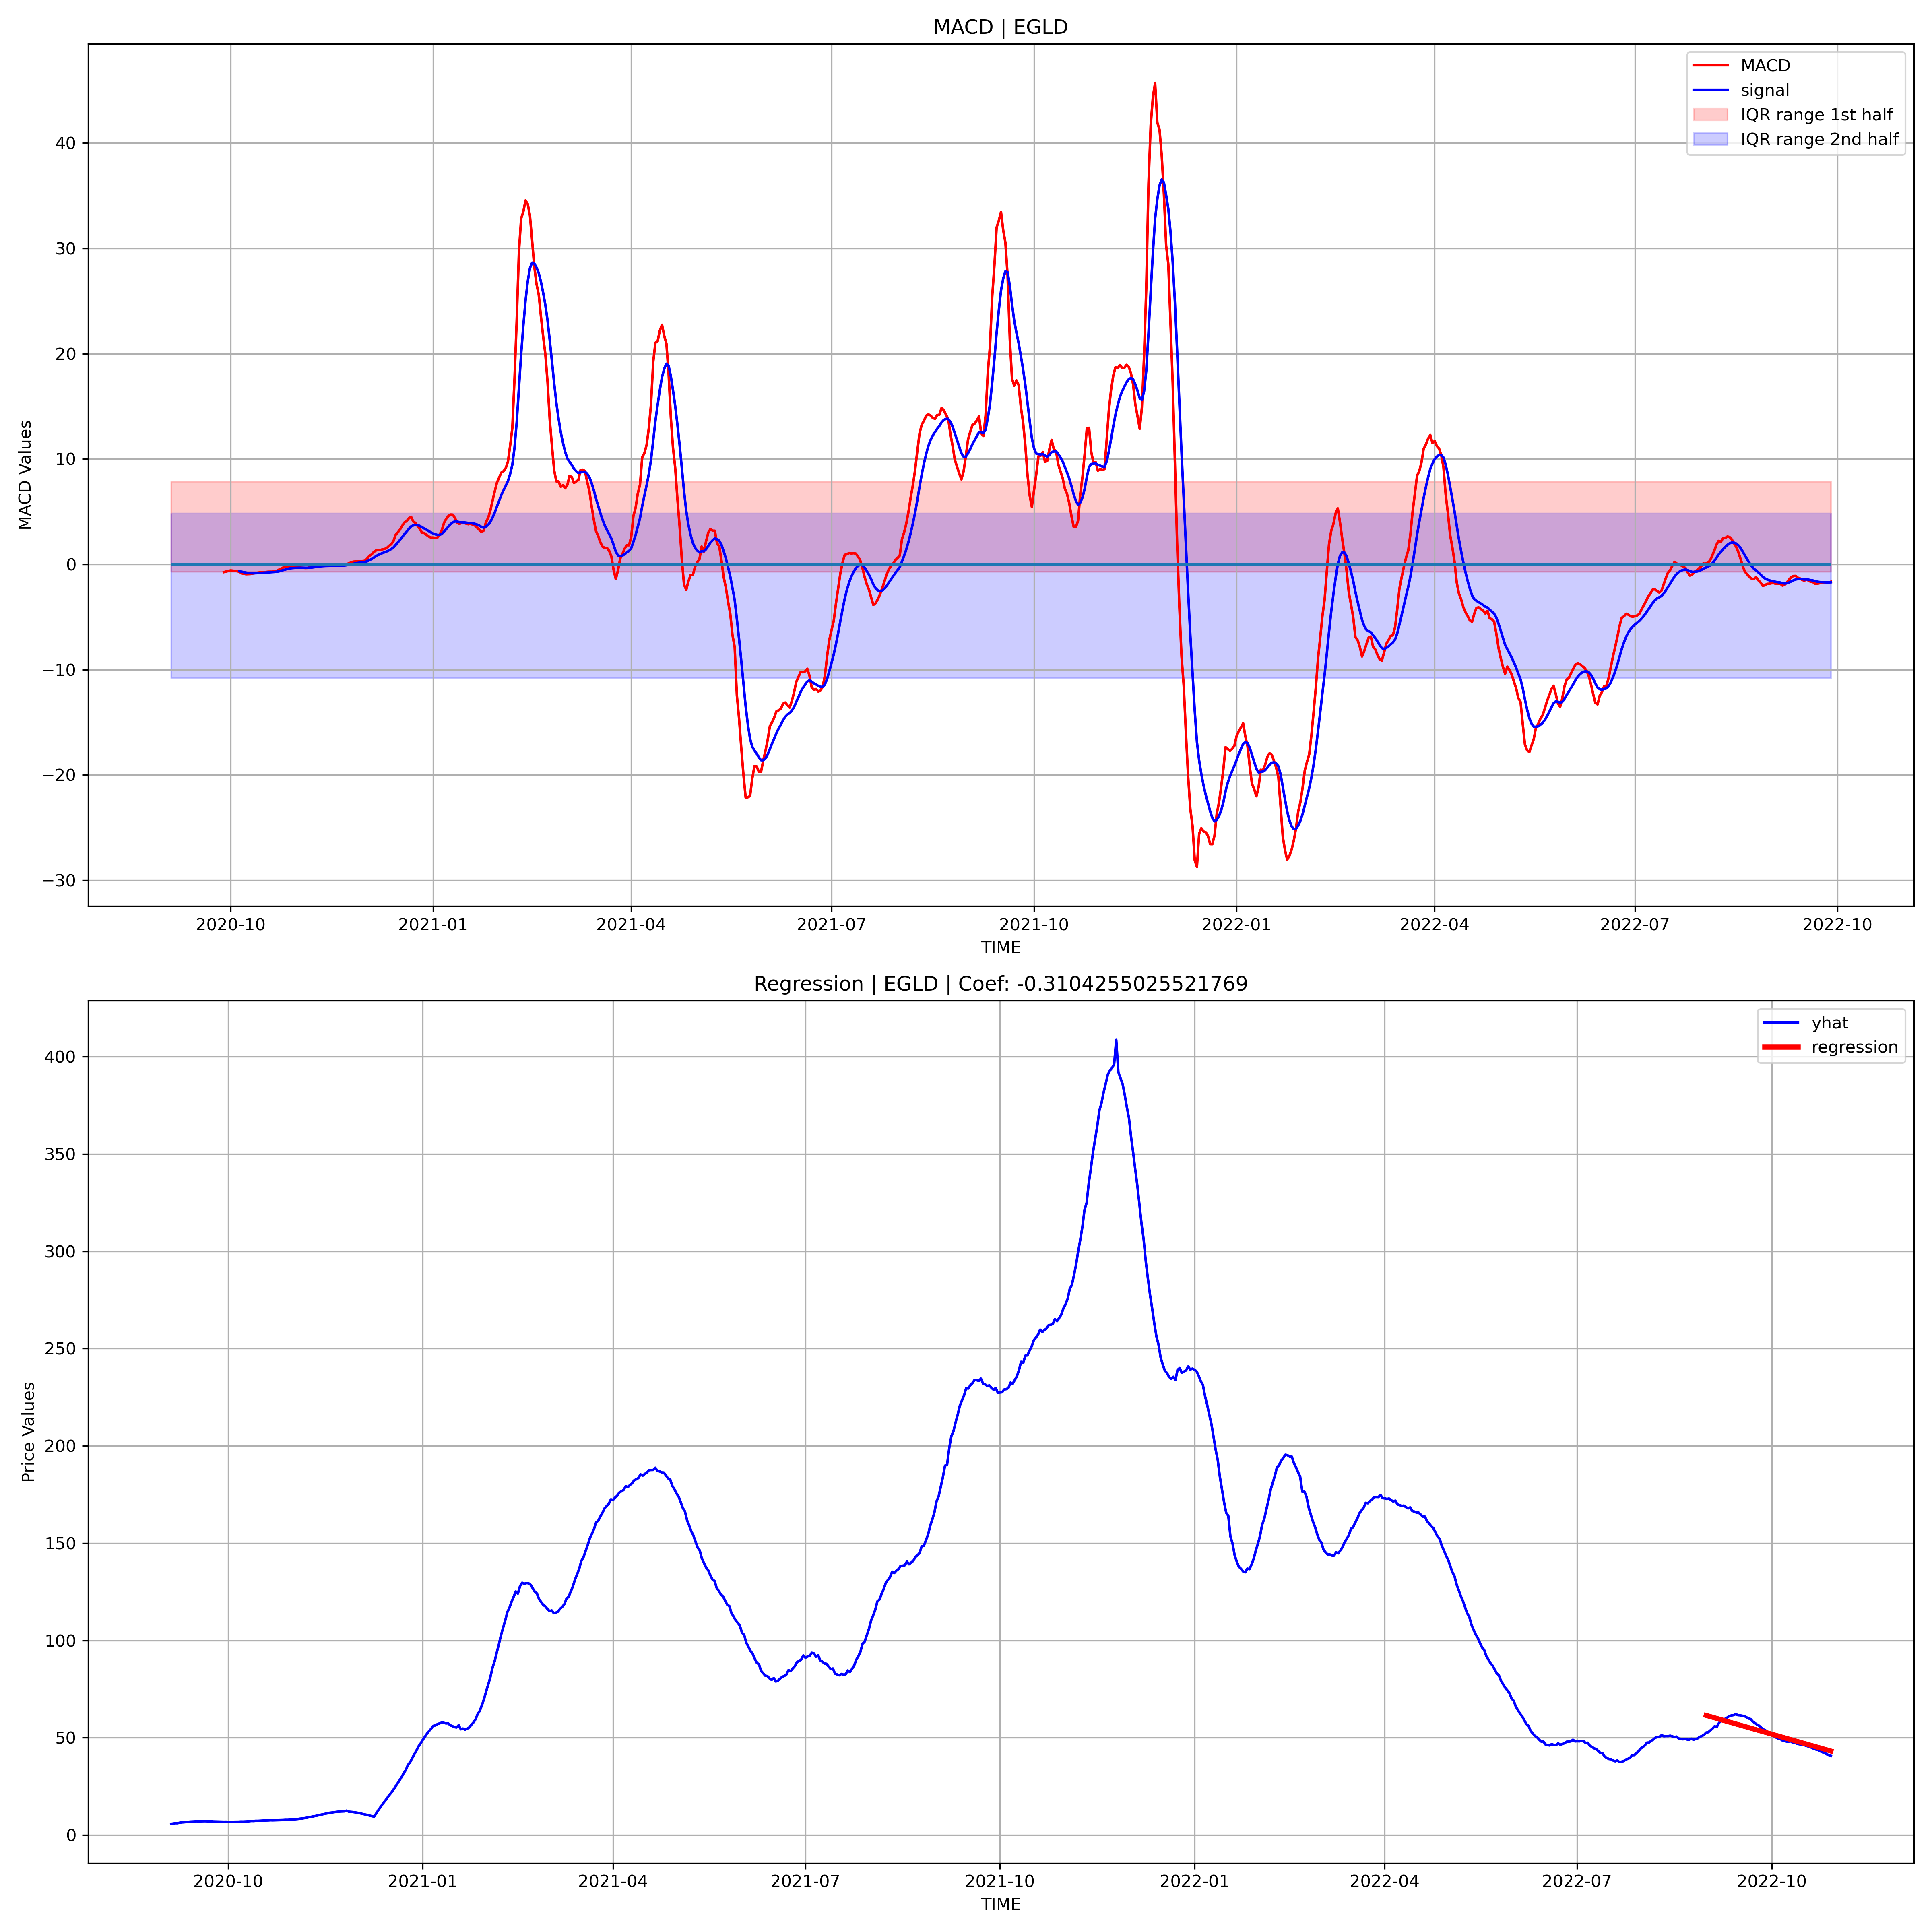 MACD | EGLD
MACD
signal
IQR range 1st half
IQR range 2nd half
MACD Values
40
30
20
10
0
−10
−20
−30
2020-10 2021-01 2021-04 2021-07 2021-10 2022-01 2022-04 2022-07 2022-10
TIME
Regression | EGLD | Coef: -0.3104255025521769
yhat
regression
Price Values
400
350
300
250
200
150
100
50
0
2020-10 2021-01 2021-04 2021-07 2021-10 2022-01 2022-04 2022-07 2022-10
TIME